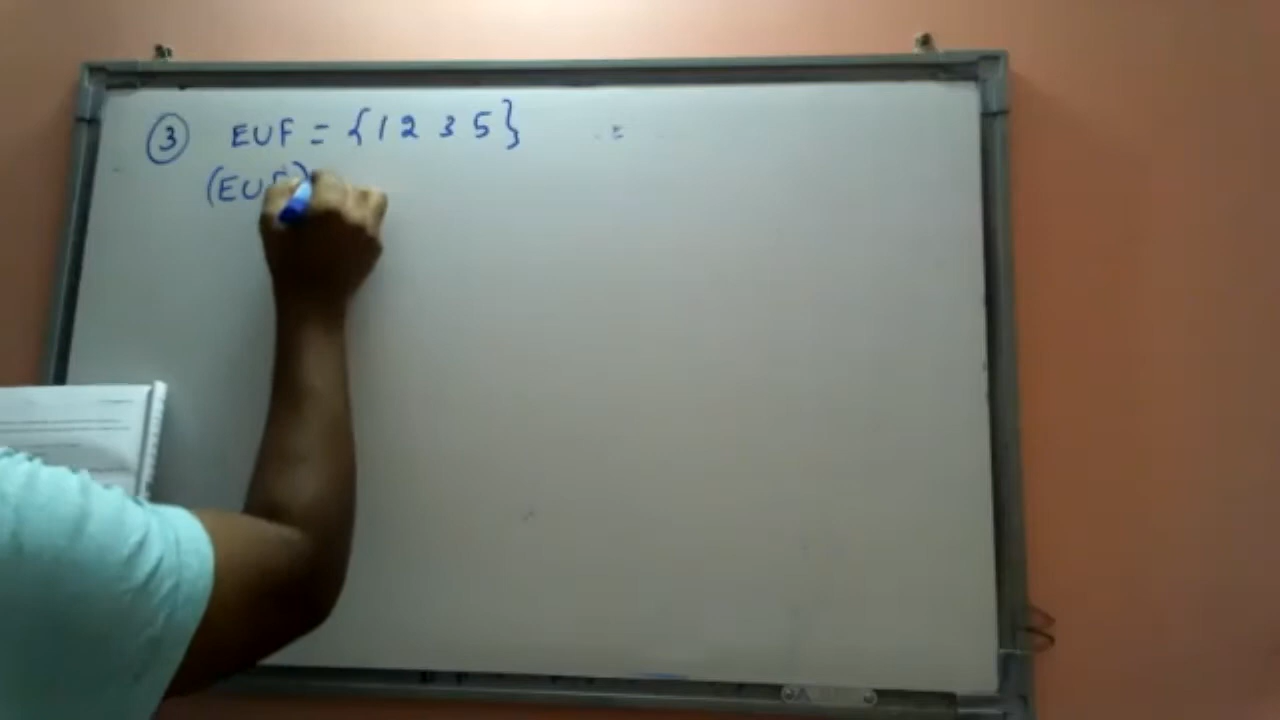 ③ EUF = {1 2 3 5} =
(EUF)